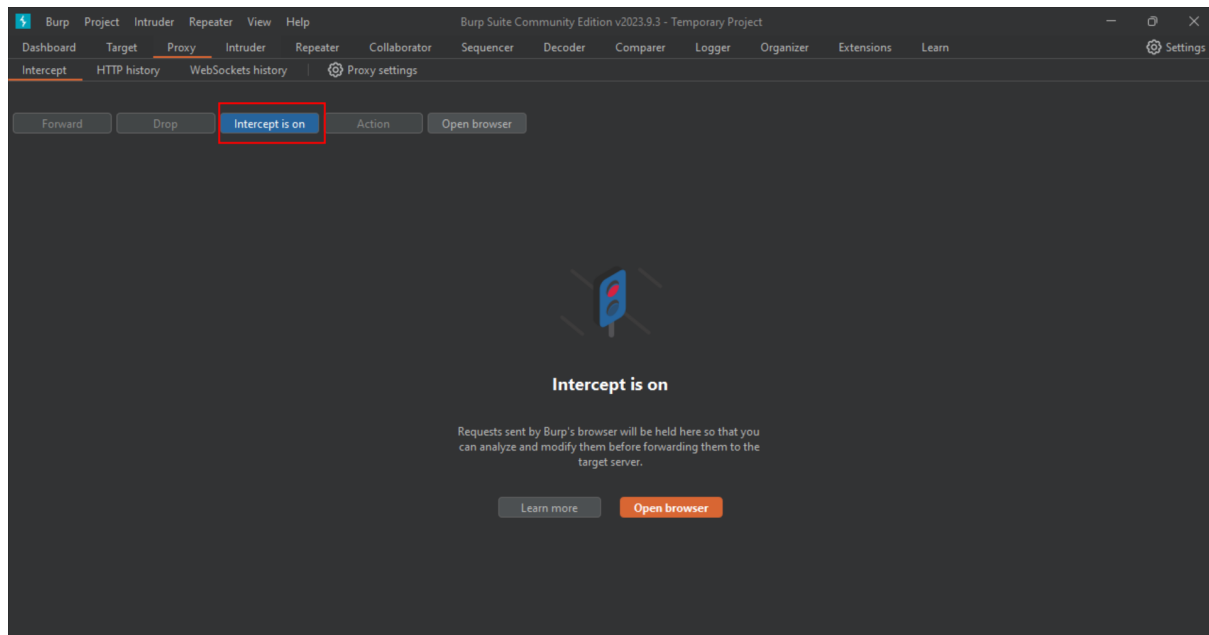 Burp Project Intruder Repeater View Help Burp Suite Community Edition v2023.9.3 - Temporary Project
Dashboard Target Proxy Intruder Repeater Collaborator Sequencer Decoder Comparer Logger Organizer Extensions Learn Settings
Intercept HTTP history WebSockets history Proxy settings
Forward Drop Intercept is on Action Open browser
Intercept is on
Requests sent by Burp's browser will be held here so that you
can analyze and modify them before forwarding them to the
target server.
Learn more Open browser